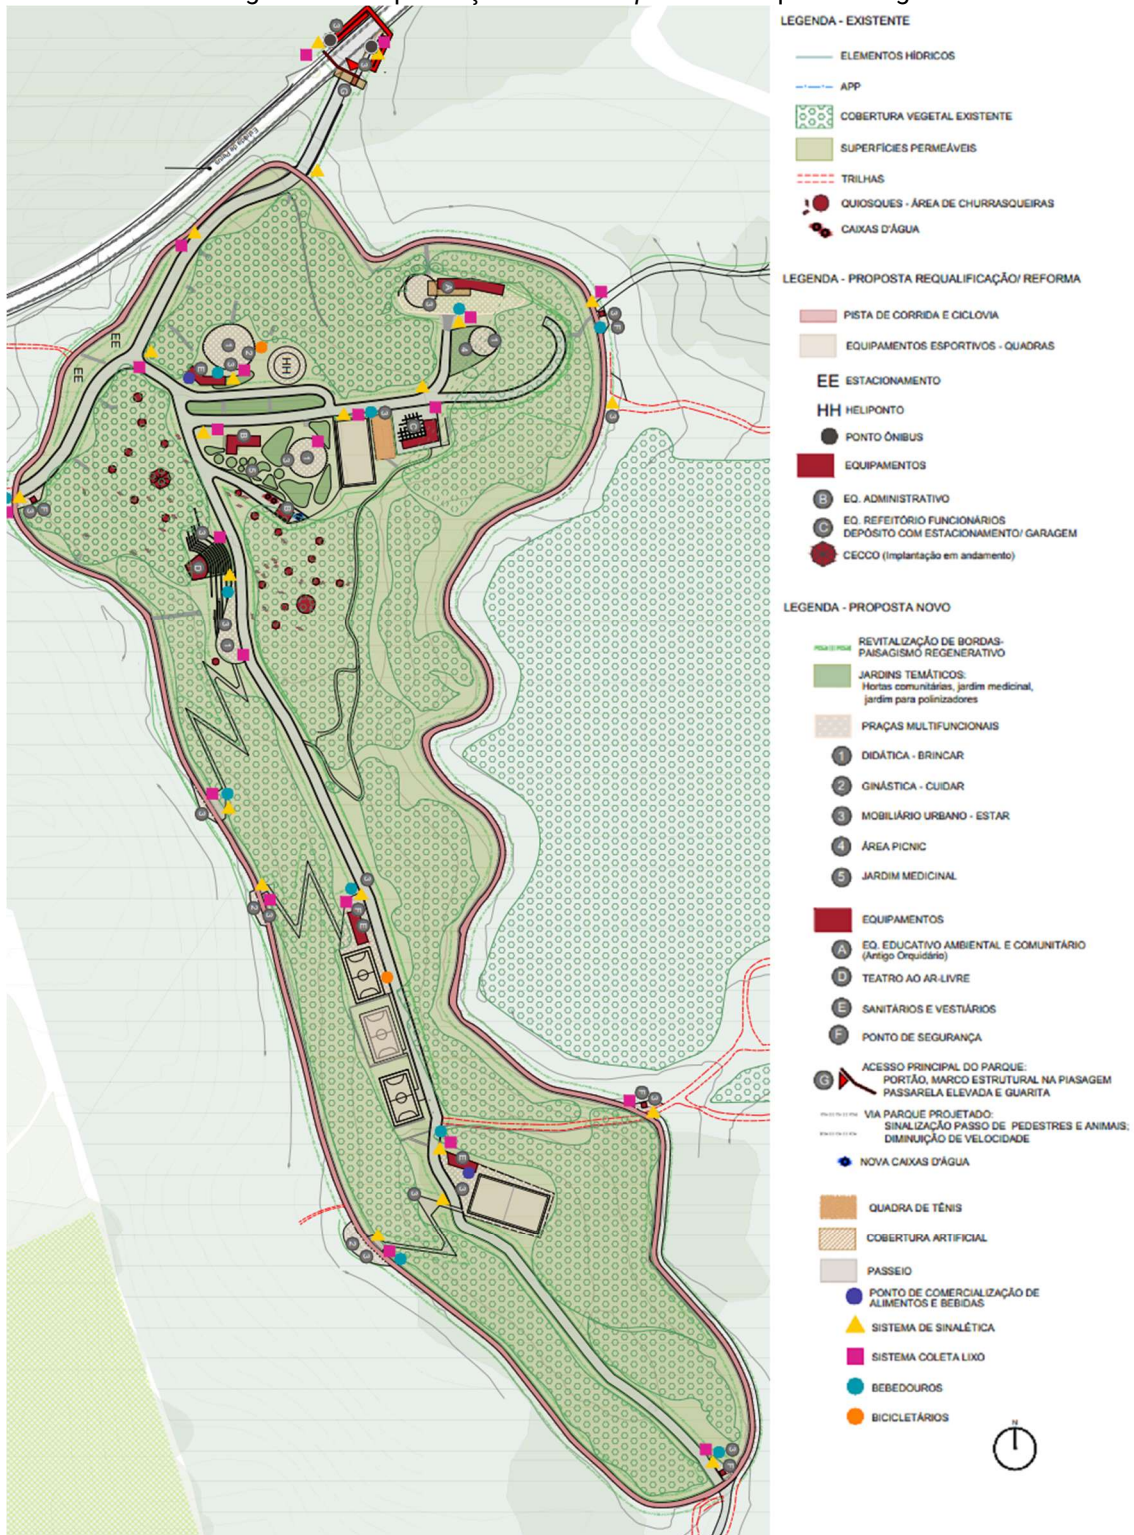 LEGENDA - EXISTENTE
ELEMENTOS HÍDRICOS
APP
COBERTURA VEGETAL EXISTENTE
SUPERFÍCIES PERMEÁVEIS
TRILHAS
QUIOSQUES - ÁREA DE CHURRASQUEIRAS
CAIXAS D'ÁGUA
LEGENDA - PROPOSTA REQUALIFICAÇÃO/ REFORMA
PISTA DE CORRIDA E CICLOVIA
EQUIPAMENTOS ESPORTIVOS - QUADRAS
EE ESTACIONAMENTO
HH HELIPONTO
PONTO ÔNIBUS
EQUIPAMENTOS
B EQ. ADMINISTRATIVO
C EQ. REFEITÓRIO FUNCIONÁRIOS
DEPÓSITO COM ESTACIONAMENTO/ GARAGEM
CECCO (Implantação em andamento)
LEGENDA - PROPOSTA NOVO
REVITALIZAÇÃO DE BORDAS-
PAISAGISMO REGENERATIVO
JARDINS TEMÁTICOS:
Hortas comunitárias, jardim medicinal,
jardim para polinizadores
PRAÇAS MULTIFUNCIONAIS
1 DIDÁTICA - BRINCAR
2 GINÁSTICA - CUIDAR
3 MOBILIÁRIO URBANO - ESTAR
4 ÁREA PICNIC
5 JARDIM MEDICINAL
EQUIPAMENTOS
A EQ. EDUCATIVO AMBIENTAL E COMUNITÁRIO
(Antigo Orquidário)
D TEATRO AO AR-LIVRE
E SANITÁRIOS E VESTIÁRIOS
F PONTO DE SEGURANÇA
G ACESSO PRINCIPAL DO PARQUE:
PORTÃO, MARCO ESTRUTURAL NA PIASAGEM
PASSARELA ELEVADA E GUARITA
VIA PARQUE PROJETADO:
SINALIZAÇÃO PASSO DE PEDESTRES E ANIMAIS;
DIMINUIÇÃO DE VELOCIDADE
NOVA CAIXAS D'ÁGUA
QUADRA DE TÊNIS
COBERTURA ARTIFICIAL
PASSEIO
PONTO DE COMERCIALIZAÇÃO DE
ALIMENTOS E BEBIDAS
SISTEMA DE SINALÉTICA
SISTEMA COLETA LIXO
BEBEDOUROS
BICICLETÁRIOS
N
EE
EE
HH